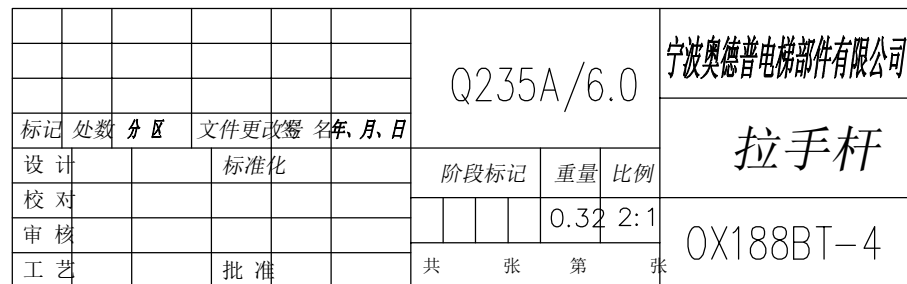 Q235A/6.0
宁波奥德普电梯部件有限公司
标记 处数 分区 文件更改号 签名 年、月、日
拉手杆
设计 标准化
阶段标记 重量 比例
校对
0.32 2:1
审核
OX188BT-4
工艺 批准
共 张 第 张